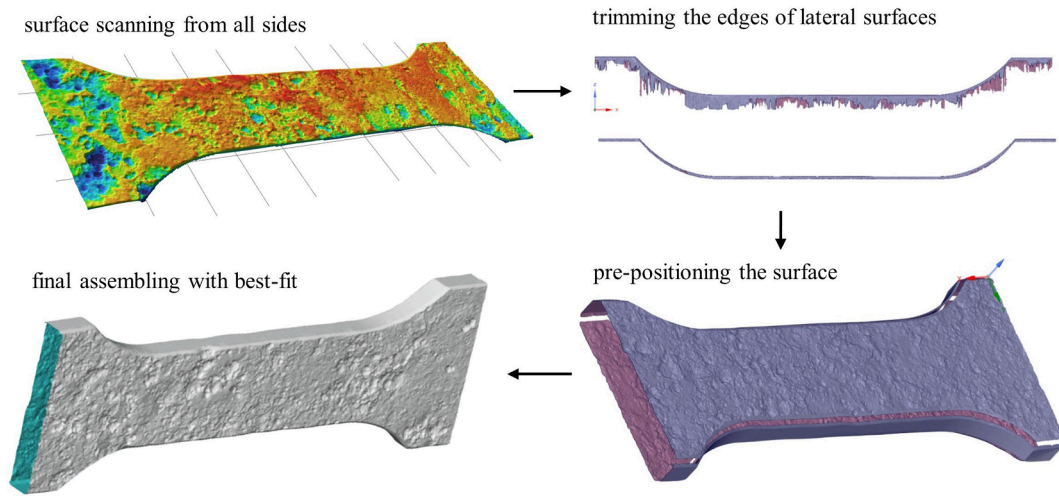 surface scanning from all sides
trimming the edges of lateral surfaces
pre-positioning the surface
final assembling with best-fit